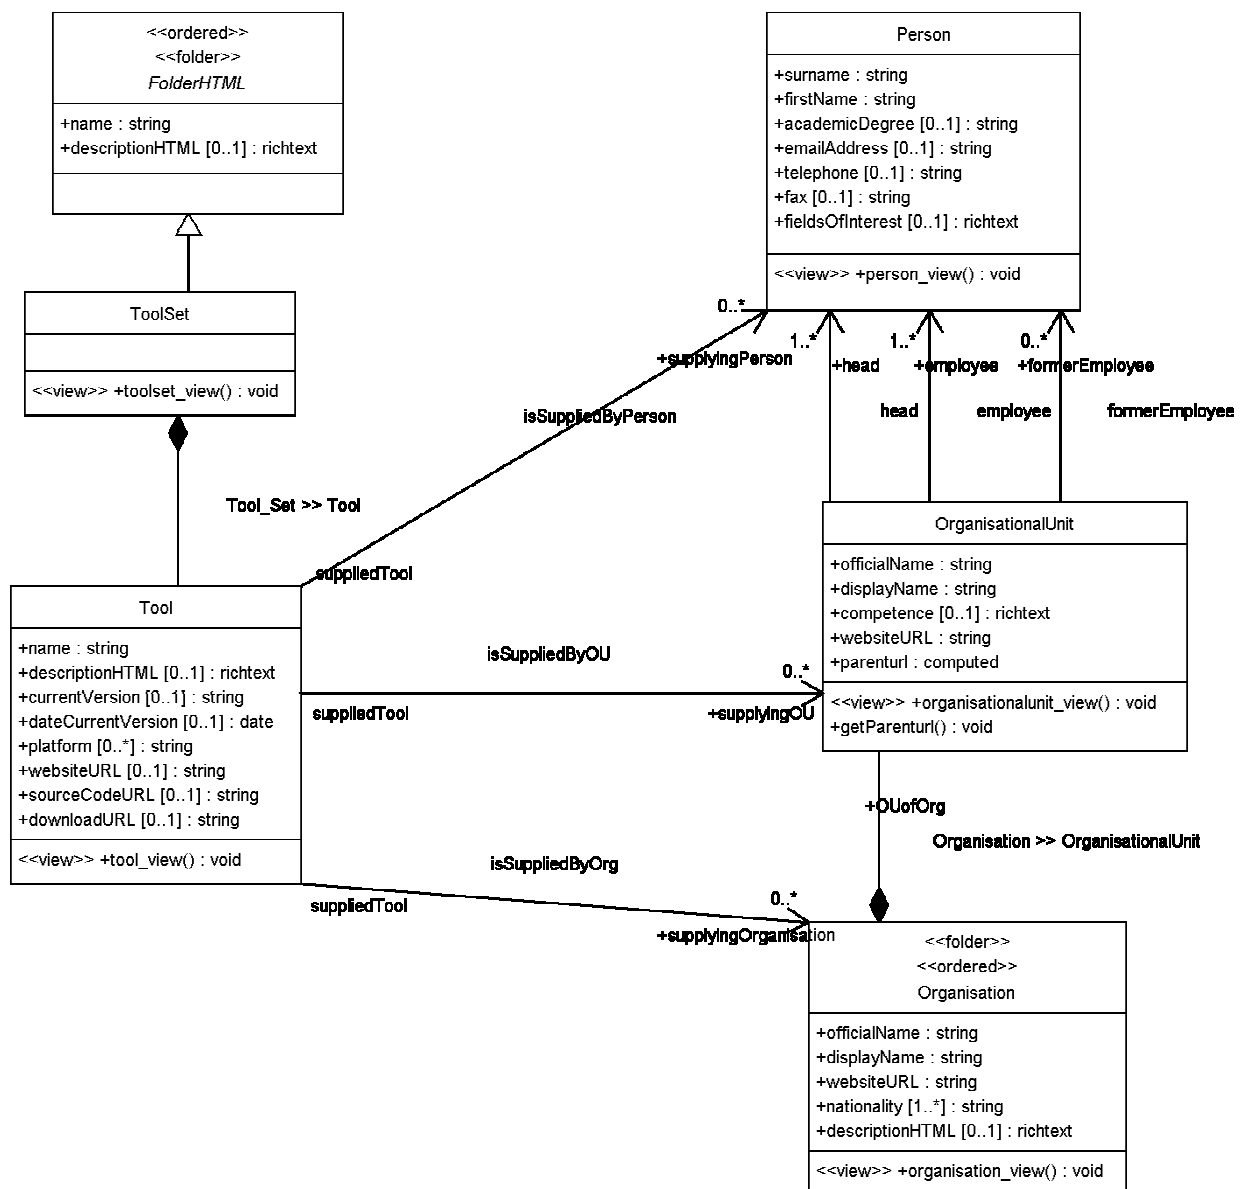 <<ordered>>
<<folder>>
FolderHTML
+name : string
+descriptionHTML [0..1] : richtext
Person
+surname : string
+firstName : string
+academicDegree [0..1] : string
+emailAddress [0..1] : string
+telephone [0..1] : string
+fax [0..1] : string
+fieldsOfInterest [0..1] : richtext
<<view>> +person_view() : void
ToolSet
<<view>> +toolset_view() : void
0..*
+supplyingPerson
isSuppliedByPerson
1..*
+head
head
1..*
+employee
employee
0..*
+formerEmployee
formerEmployee
Tool_Set >> Tool
suppliedTool
Tool
+name : string
+descriptionHTML [0..1] : richtext
+currentVersion [0..1] : string
+dateCurrentVersion [0..1] : date
+platform [0..*] : string
+websiteURL [0..1] : string
+sourceCodeURL [0..1] : string
+downloadURL [0..1] : string
<<view>> +tool_view() : void
isSuppliedByOU
suppliedTool
0..*
+supplyingOU
OrganisationalUnit
+officialName : string
+displayName : string
+competence [0..1] : richtext
+websiteURL : string
+parenturl : computed
<<view>> +organisationalunit_view() : void
+getParenturl() : void
+OUofOrg
Organisation >> OrganisationalUnit
isSuppliedByOrg
suppliedTool
0..*
+supplyingOrganisation
<<folder>>
<<ordered>>
Organisation
+officialName : string
+displayName : string
+websiteURL : string
+nationality [1..*] : string
+descriptionHTML [0..1] : richtext
<<view>> +organisation_view() : void